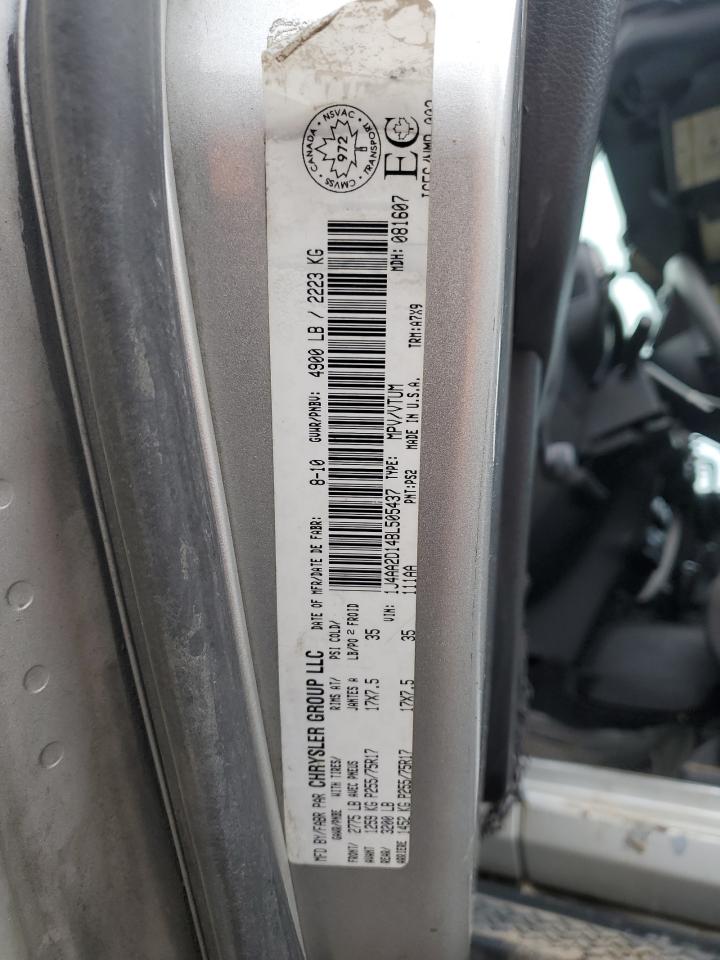 MFD BY/FABR PAR CHRYSLER GROUP LLC DATE OF MFR/DATE DE FABR: 8-10 GVWR/PNBV: 4900 LB / 2223 KG
GAWR/PNBE WITH TIRES/ RIMS AT/ PSI COLD/
FRONT/ 2775 LB AVEC PNEUS JANTES A LB/PO 2 FROID
AVANT 1259 KG P255/75R17 17X7.5 35
REAR/ 3200 LB VIN: 1J4AA2D14BL505437 TYPE: MPV/VTUM MDH: 081607
ARRIERE 1452 KG P255/75R17 17X7.5 35 111AA PNT:PS2 MADE IN U.S.A. TRM:A7X9
CANADA NSVAC TRANSPORT CMVSS
972
EC